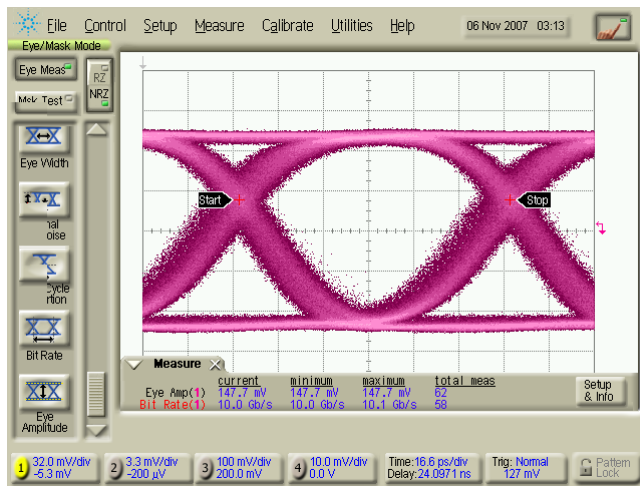 File Control Setup Measure Calibrate Utilities Help 06 Nov 2007 03:13
Eye/Mask Mode
Eye Meas
RZ
NRZ
Test
Eye Width
Bit Rate
Eye
Amplitude
Start
Stop
Measure
current minimum maximum total meas
Eye Amp(1) 147.7 mV 147.7 mV 147.7 mV 62
Bit Rate(1) 10.0 Gb/s 10.0 Gb/s 10.1 Gb/s 58
Setup
& Info
1 32.0 mV/div
-5.3 mV
2 3.3 mV/div
-200 µV
3 100 mV/div
200.0 mV
4 10.0 mV/div
0.0 V
Time:16.6 ps/div
Delay:24.0971 ns
Trig: Normal
127 mV
Pattern
Lock